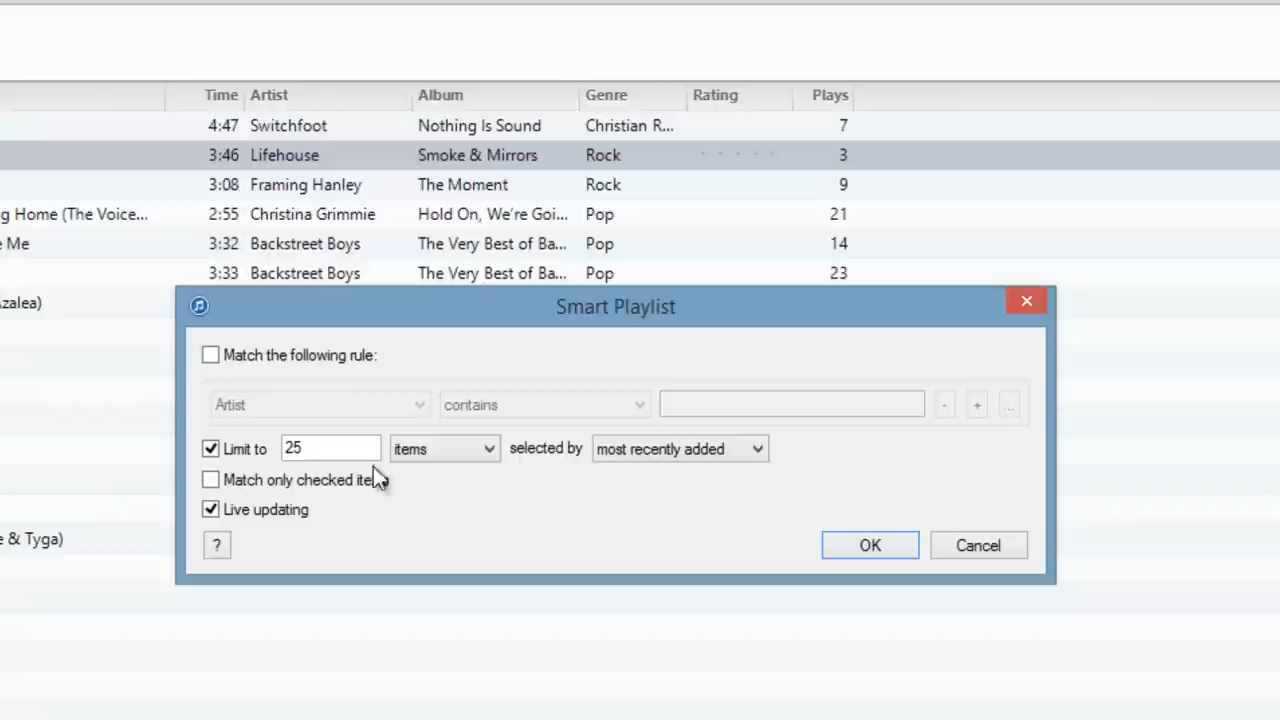 Time Artist Album Genre Rating Plays
4:47 Switchfoot Nothing Is Sound Christian R... 7
3:46 Lifehouse Smoke & Mirrors Rock 3
3:08 Framing Hanley The Moment Rock 9
g Home (The Voice... 2:55 Christina Grimmie Hold On, We're Goi... Pop 21
e Me 3:32 Backstreet Boys The Very Best of Ba... Pop 14
3:33 Backstreet Boys The Very Best of Ba... Pop 23
zalea)
Smart Playlist
Match the following rule:
Artist contains - + ...
Limit to 25 items selected by most recently added
Match only checked ite
Live updating
e & Tyga)
? OK Cancel